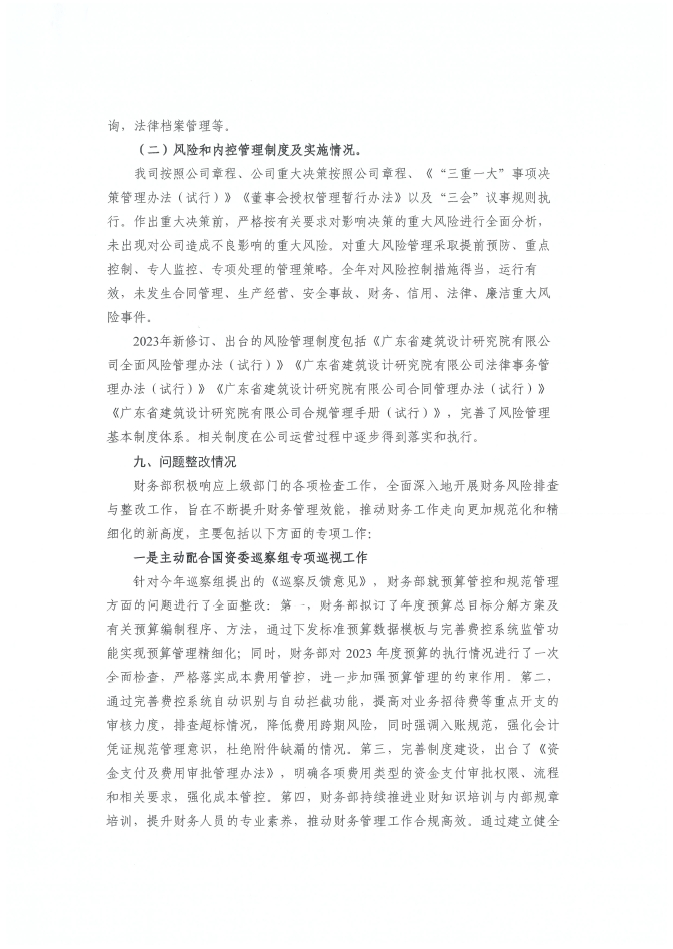 询，法律档案管理等。
（二）风险和内控管理制度及实施情况。
我司按照公司章程、公司重大决策按照公司章程、《“三重一大”事项决
策管理办法（试行）》《董事会授权管理暂行办法》以及“三会”议事规则执
行。作出重大决策前，严格按有关要求对影响决策的重大风险进行全面分析，
未出现对公司造成不良影响的重大风险。对重大风险管理采取提前预防、重点
控制、专人监控、专项处理的管理策略。全年对风险控制措施得当，运行有
效，未发生合同管理、生产经营、安全事故、财务、信用、法律、廉洁重大风
险事件。
2023年新修订、出台的风险管理制度包括《广东省建筑设计研究院有限公
司全面风险管理办法（试行）》《广东省建筑设计研究院有限公司法律事务管
理办法（试行）》《广东省建筑设计研究院有限公司合同管理办法（试行）》
《广东省建筑设计研究院有限公司合规管理手册（试行）》，完善了风险管理
基本制度体系。相关制度在公司运营过程中逐步得到落实和执行。
九、问题整改情况
财务部积极响应上级部门的各项检查工作，全面深入地开展财务风险排查
与整改工作，旨在不断提升财务管理效能，推动财务工作走向更加规范化和精
细化的新高度，主要包括以下方面的专项工作：
一是主动配合国资委巡察组专项巡视工作
针对今年巡察组提出的《巡察反馈意见》，财务部就预算管控和规范管理
方面的问题进行了全面整改：第一，财务部拟订了年度预算总目标分解方案及
有关预算编制程序、方法，通过下发标准预算数据模板与完善费控系统监管功
能实现预算管理精细化；同时，财务部对 2023 年度预算的执行情况进行了一次
全面检查，严格落实成本费用管控，进一步加强预算管理的约束作用．第二，
通过完善费控系统自动识别与自动拦截功能，提高对业务招待费等重点开支的
审核力度，排查超标情况，降低费用跨期风险，同时强调入账规范，强化会计
凭证规范管理意识，杜绝附件缺漏的情况。第三，完善制度建设，出台了《资
金支付及费用审批管理办法》，明确各项费用类型的资金支付审批权限、流程
和相关要求，强化成本管控。第四，财务部持续推进业财知识培训与内部规章
培训，提升财务人员的专业素养，推动财务管理工作合规高效。通过建立健全